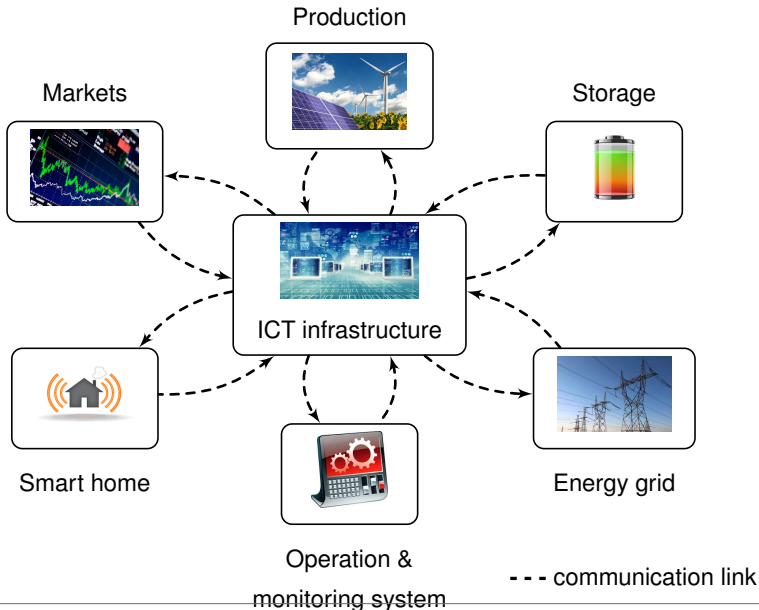 Production
Markets
Storage
ICT infrastructure
Smart home
Energy grid
Operation &
monitoring system
communication link